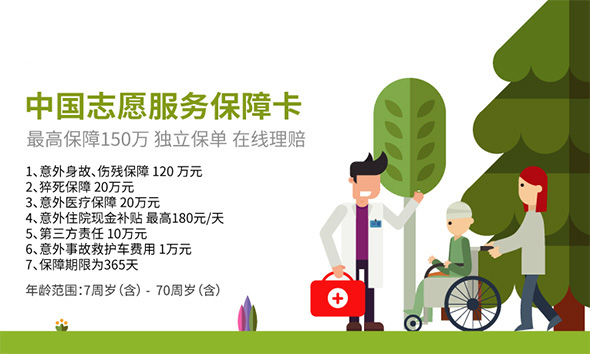 中国志愿服务保障卡
最高保障150万 独立保单 在线理赔
1、意外身故、伤残保障 120 万元
2、猝死保障 20万元
3、意外医疗保障 20万元
4、意外住院现金补贴 最高180元/天
5、第三方责任 10万元
6、意外事故救护车费用 1万元
7、保障期限为365天
年龄范围：7周岁（含） - 70周岁（含）